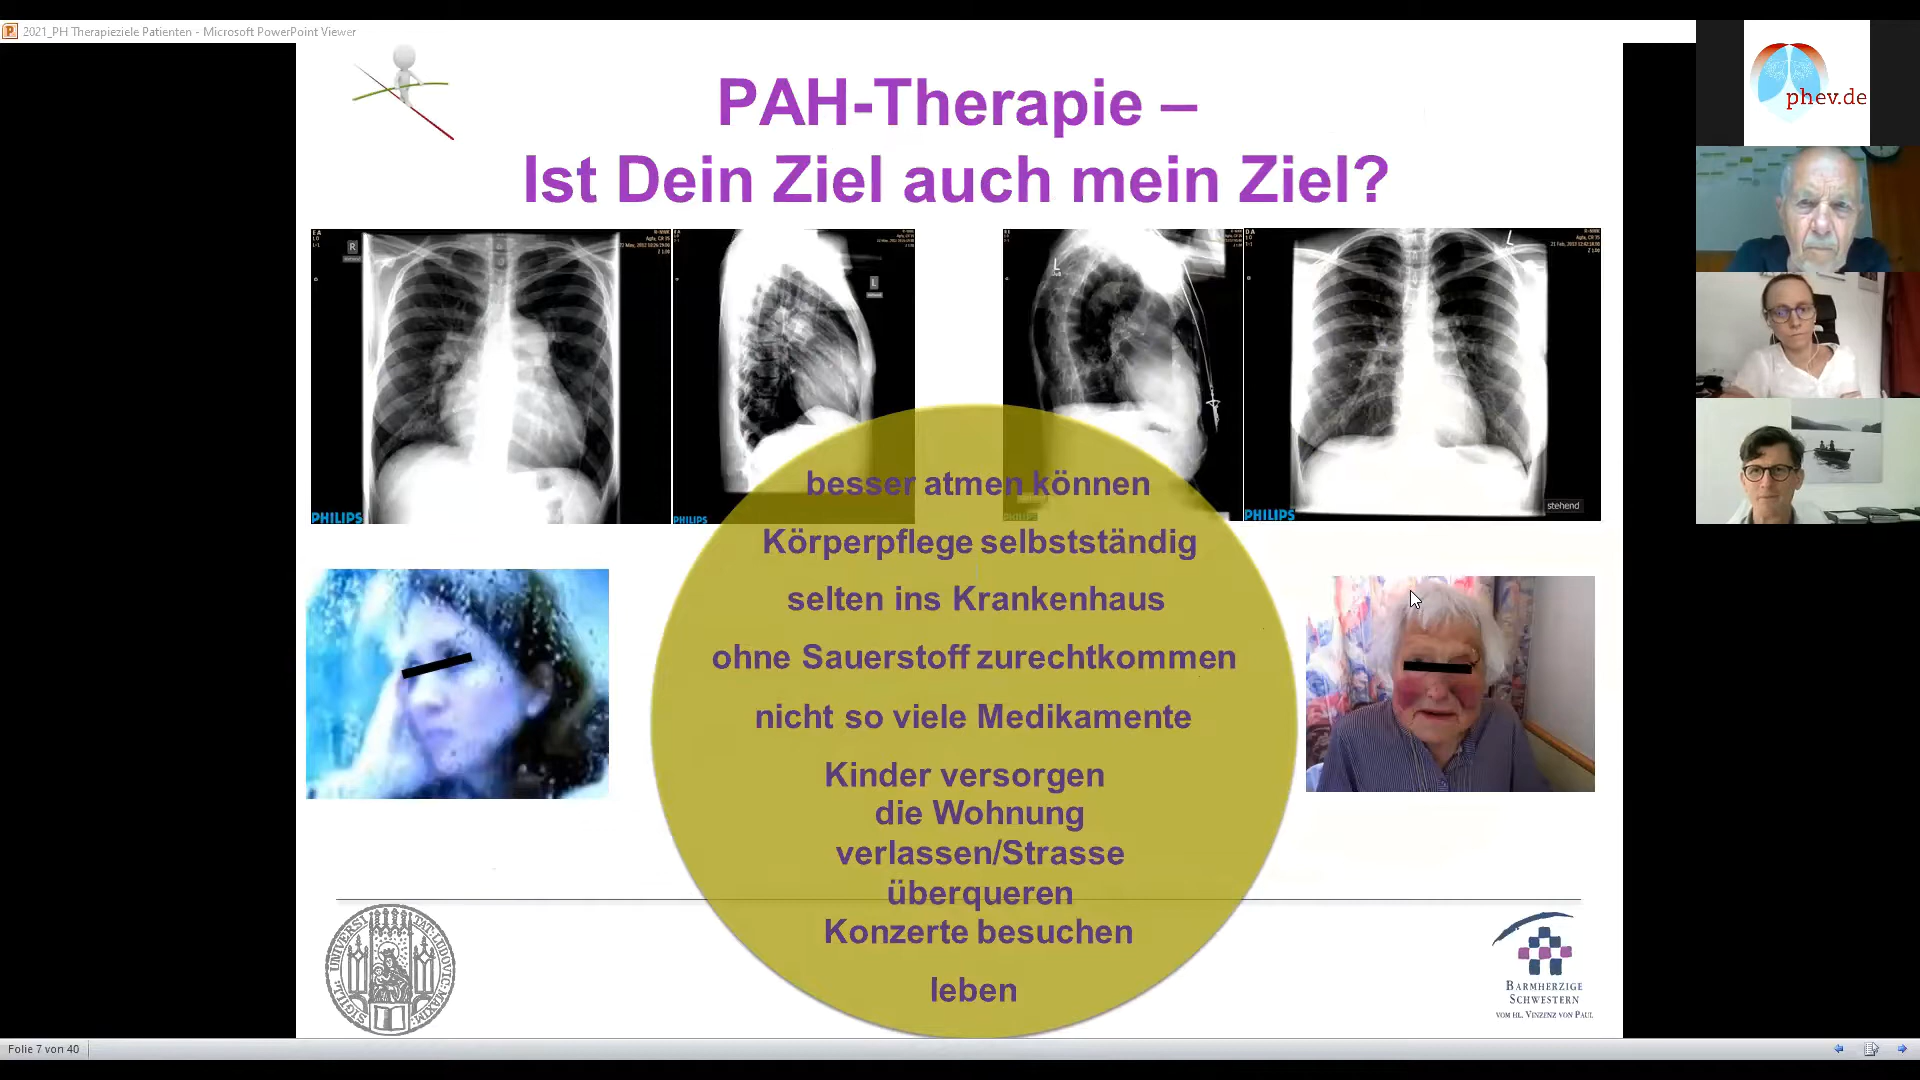 2021_PH Therapieziele Patienten - Microsoft PowerPoint Viewer
phev.de
PAH-Therapie –
Ist Dein Ziel auch mein Ziel?
R
L
L
L
PHILIPS
PHILIPS
PHILIPS
PHILIPS
stehend
besser atmen können
Körperpflege selbstständig
selten ins Krankenhaus
ohne Sauerstoff zurechtkommen
nicht so viele Medikamente
Kinder versorgen
die Wohnung
verlassen/Strasse
überqueren
Konzerte besuchen
leben
BARMHERZIGE
SCHWESTERN
VOM HL. VINZENZ VON PAUL
Folie 7 von 40